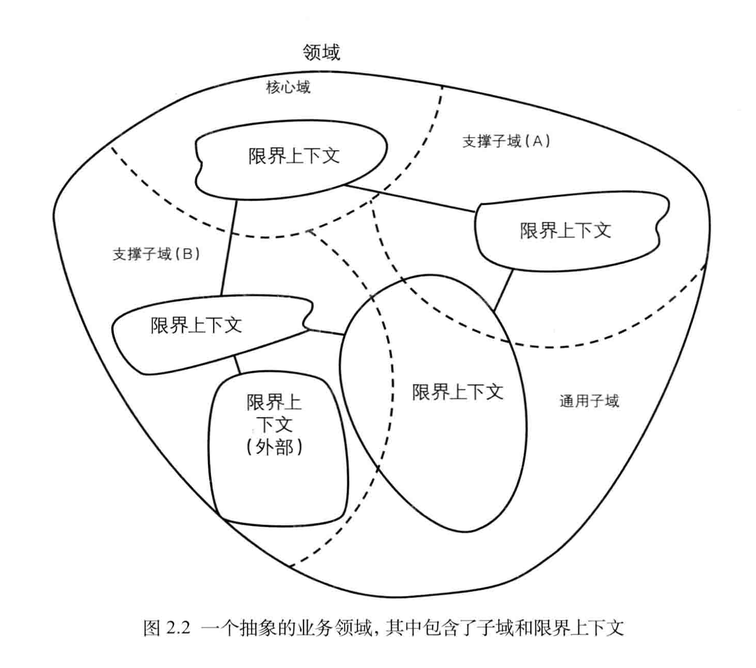 领域
核心域
限界上下文
支撑子域(A)
限界上下文
支撑子域(B)
限界上下文
限界上下文
通用子域
限界上
下文
(外部)
图 2.2 一个抽象的业务领域, 其中包含了子域和限界上下文